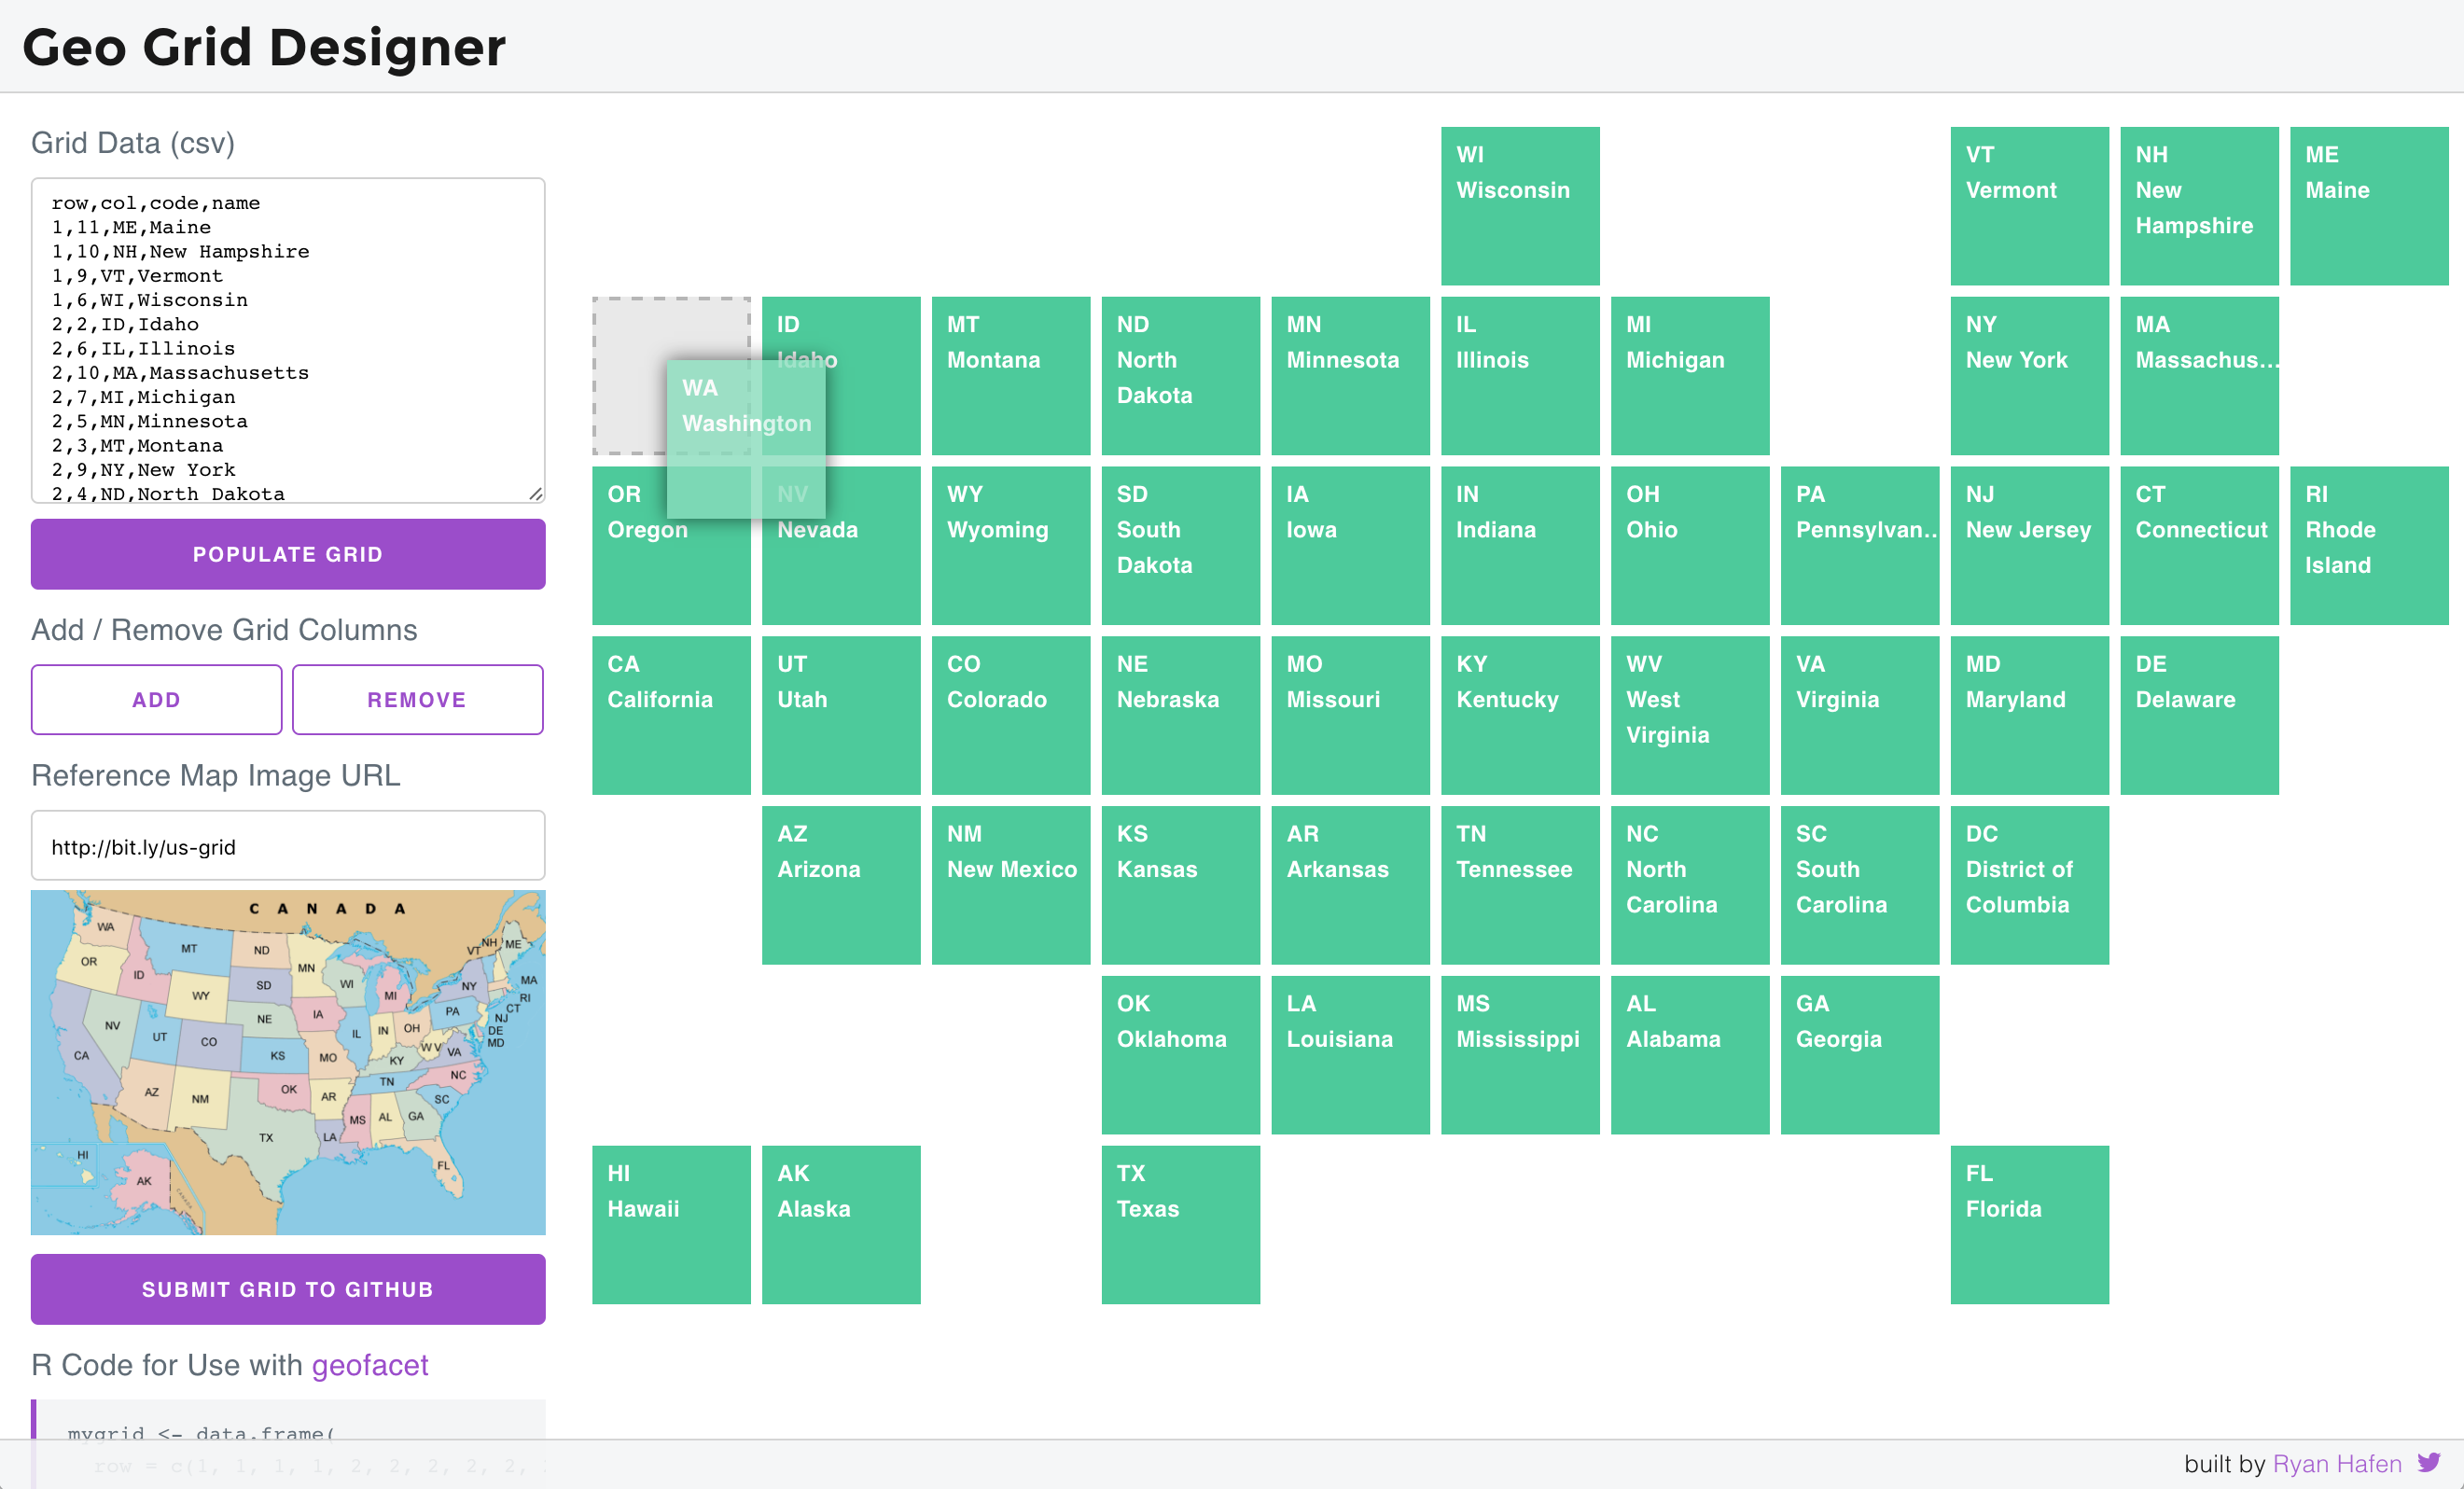 Geo Grid Designer
Grid Data (csv)
row,col,code,name
1,11,ME,Maine
1,10,NH,New Hampshire
1,9,VT,Vermont
1,6,WI,Wisconsin
2,2,ID,Idaho
2,6,IL,Illinois
2,10,MA,Massachusetts
2,7,MI,Michigan
2,5,MN,Minnesota
2,3,MT,Montana
2,9,NY,New York
2,4,ND,North Dakota
POPULATE GRID
Add / Remove Grid Columns
ADD
REMOVE
Reference Map Image URL
http://bit.ly/us-grid
CANADA
WA
MT
ND
MN
VT
NH
ME
OR
ID
WY
SD
WI
MI
NY
MA
RI
CT
NJ
DE
MD
NV
UT
CO
NE
IA
IL
IN
OH
PA
CA
KS
MO
KY
WV
VA
AZ
NM
OK
AR
TN
NC
SC
TX
LA
MS
AL
GA
FL
HI
AK
SUBMIT GRID TO GITHUB
R Code for Use with geofacet
mygrid <- data.frame(
row = c(1, 1, 1, 1, 2, 2, 2, 2, 2,
WI
Wisconsin
VT
Vermont
NH
New
Hampshire
ME
Maine
WA
Washington
ID
Idaho
MT
Montana
ND
North
Dakota
MN
Minnesota
IL
Illinois
MI
Michigan
NY
New York
MA
Massachus...
OR
Oregon
NV
Nevada
WY
Wyoming
SD
South
Dakota
IA
Iowa
IN
Indiana
OH
Ohio
PA
Pennsylvan..
NJ
New Jersey
CT
Connecticut
RI
Rhode
Island
CA
California
UT
Utah
CO
Colorado
NE
Nebraska
MO
Missouri
KY
Kentucky
WV
West
Virginia
VA
Virginia
MD
Maryland
DE
Delaware
AZ
Arizona
NM
New Mexico
KS
Kansas
AR
Arkansas
TN
Tennessee
NC
North
Carolina
SC
South
Carolina
DC
District of
Columbia
OK
Oklahoma
LA
Louisiana
MS
Mississippi
AL
Alabama
GA
Georgia
HI
Hawaii
AK
Alaska
TX
Texas
FL
Florida
built by Ryan Hafen